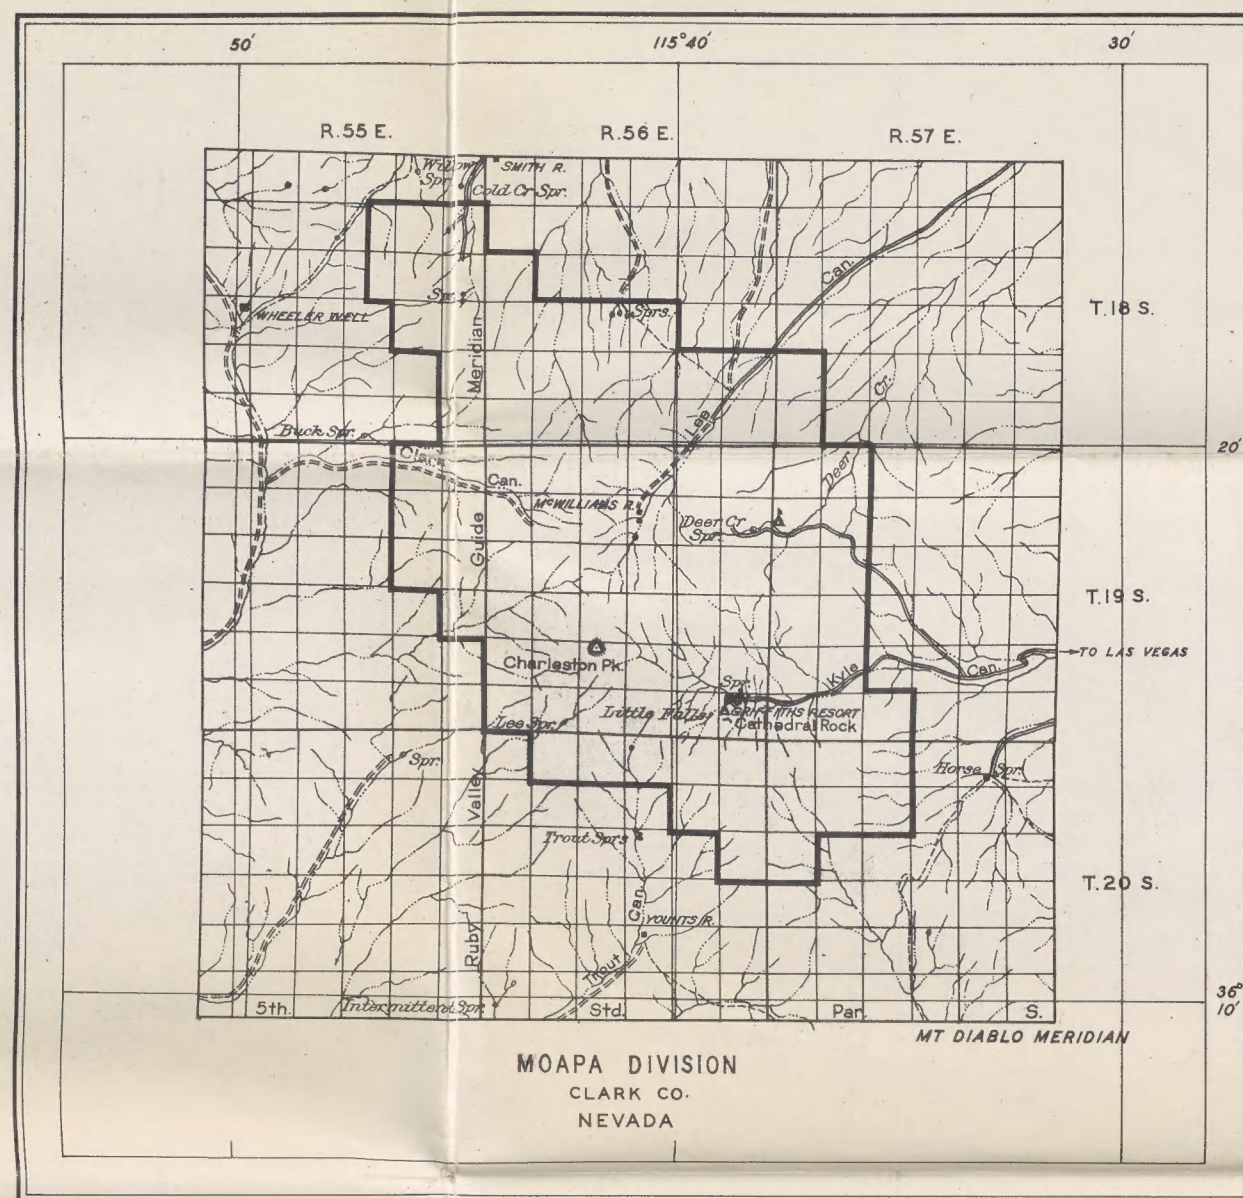 50′
115°40′
30′
R.55 E.
R.56 E.
R.57 E.
Willow
Spr.
SMITH R.
Cold Cr Spr.
Can.
Spr.
Sprs.
WHEELER WELL
T.18 S.
Meridian
Cr.
Lee
Buck Spr.
20′
Clark
Can.
Deer
McWILLIAMS R.
Deer Cr
Spr.
Guide
T.19 S.
Charleston Pk.
TO LAS VEGAS
Kyle
Can.
Spr.
Little Falls
GRIFFITHS RESORT
Cathedral Rock
Lee Spr.
Spr.
Horse Spr.
Valley
Trout Sprs
T.20 S.
Can.
YOUNTS R.
Ruby
Trout
36°
10′
5th.
Intermittent Spr.
Std.
Par.
S.
MT DIABLO MERIDIAN
MOAPA DIVISION
CLARK CO.
NEVADA